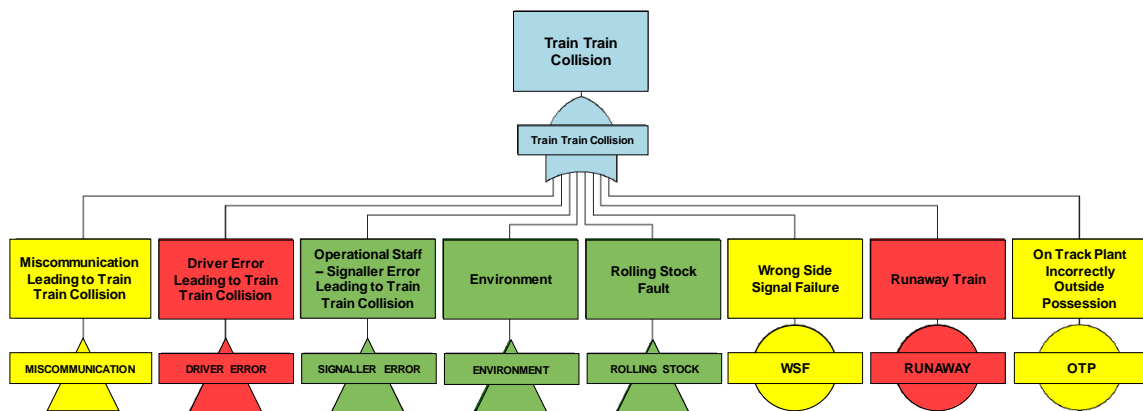 Train Train
Collision
Train Train Collision
Miscommunication
Leading to Train
Train Collision
Driver Error
Leading to Train
Train Collision
Operational Staff
– Signaller Error
Leading to Train
Train Collision
Environment
Rolling Stock
Fault
Wrong Side
Signal Failure
Runaway Train
On Track Plant
Incorrectly
Outside
Possession
MISCOMMUNICATION
DRIVER ERROR
SIGNALLER ERROR
ENVIRONMENT
ROLLING STOCK
WSF
RUNAWAY
OTP